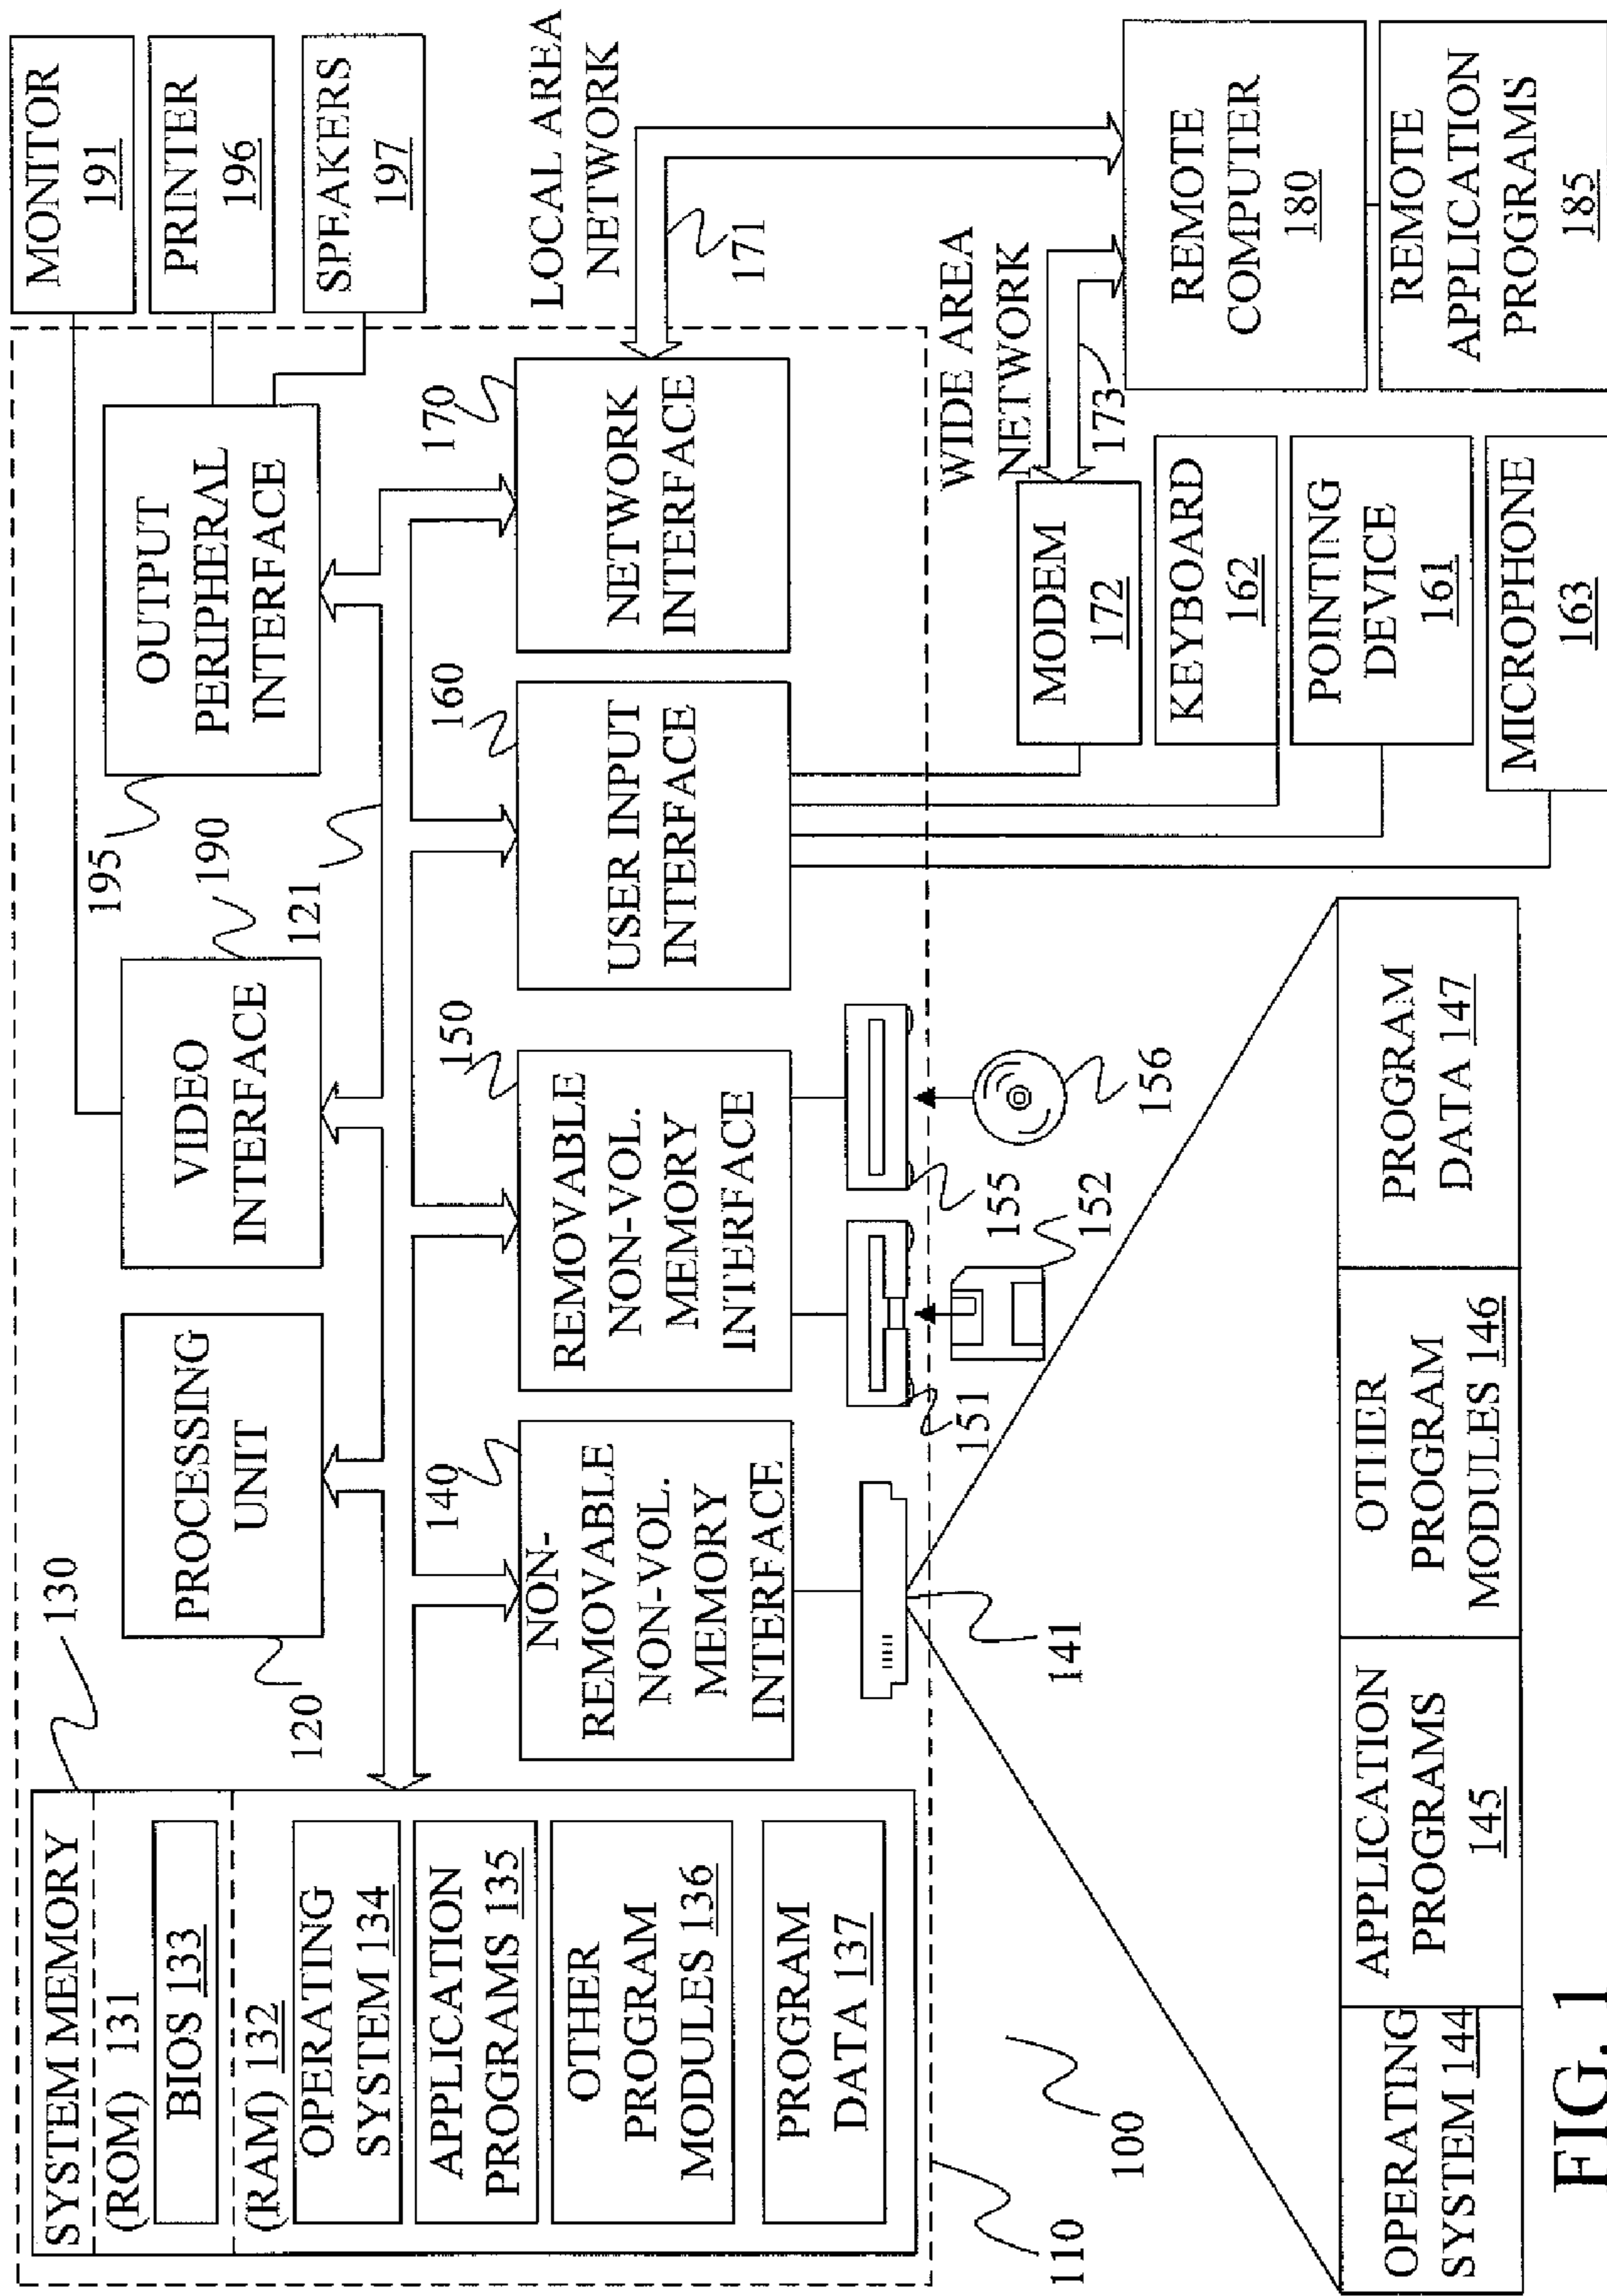 SYSTEM MEMORY
(ROM) 131
BIOS 133
(RAM) 132
OPERATING
SYSTEM 134
APPLICATION
PROGRAMS 135
OTHER
PROGRAM
MODULES 136
PROGRAM
DATA 137
130
PROCESSING
UNIT
120
VIDEO
INTERFACE
190
121
OUTPUT
PERIPHERAL
INTERFACE
195
MONITOR
191
PRINTER
196
SPEAKERS
197
NON-
REMOVABLE
NON-VOL.
MEMORY
INTERFACE
140
REMOVABLE
NON-VOL.
MEMORY
INTERFACE
150
USER INPUT
INTERFACE
160
NETWORK
INTERFACE
170
LOCAL AREA
NETWORK
171
WIDE AREA
NETWORK
173
141
151
152
155
156
MODEM
172
KEYBOARD
162
POINTING
DEVICE
161
MICROPHONE
163
REMOTE
COMPUTER
180
REMOTE
APPLICATION
PROGRAMS
185
110
100
OPERATING
SYSTEM 144
APPLICATION
PROGRAMS
145
OTHER
PROGRAM
MODULES 146
PROGRAM
DATA 147
FIG. 1